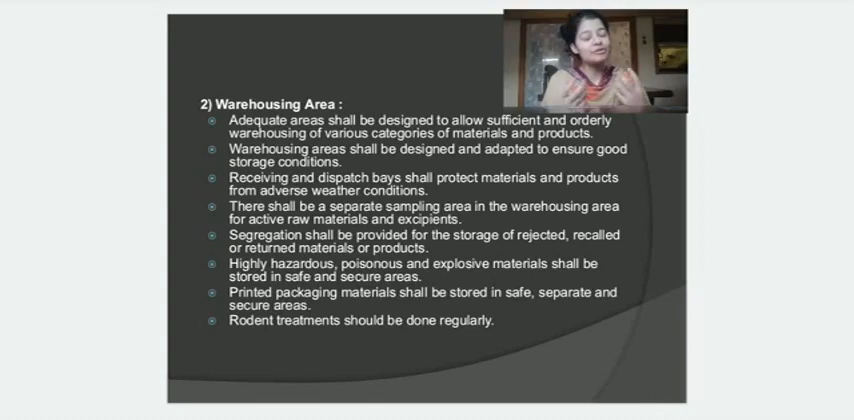 2) Warehousing Area :
Adequate areas shall be designed to allow sufficient and orderly
warehousing of various categories of materials and products.
Warehousing areas shall be designed and adapted to ensure good
storage conditions.
Receiving and dispatch bays shall protect materials and products
from adverse weather conditions.
There shall be a separate sampling area in the warehousing area
for active raw materials and excipients.
Segregation shall be provided for the storage of rejected, recalled
or returned materials or products.
Highly hazardous, poisonous and explosive materials shall be
stored in safe and secure areas.
Printed packaging materials shall be stored in safe, separate and
secure areas.
Rodent treatments should be done regularly.